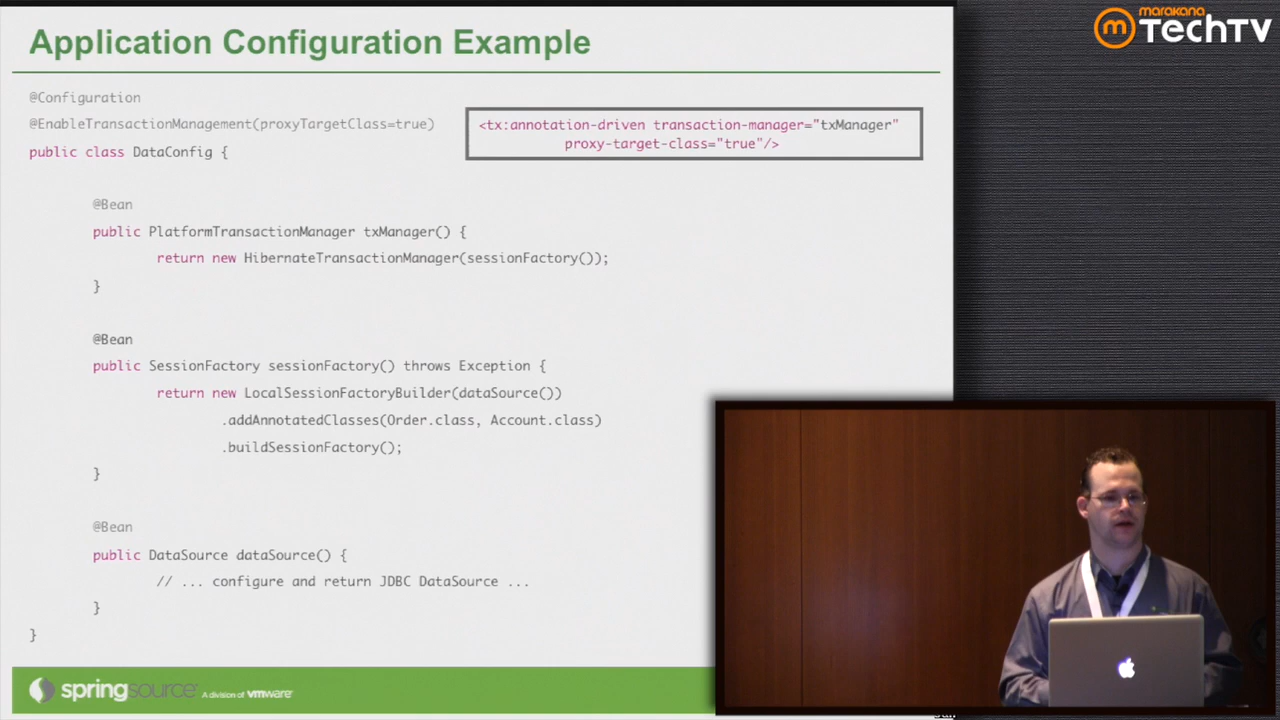 Application Configuration Example
marakana
TechTV
@Configuration
@EnableTransactionManagement(proxyTargetClass=true)
public class DataConfig {
<tx:annotation-driven transaction-manager="txManager"
proxy-target-class="true"/>
@Bean
public PlatformTransactionManager txManager() {
return new HibernateTransactionManager(sessionFactory());
}
@Bean
public SessionFactory sessionFactory() throws Exception {
return new LocalSessionFactoryBuilder(dataSource())
.addAnnotatedClasses(Order.class, Account.class)
.buildSessionFactory();
}
@Bean
public DataSource dataSource() {
// ... configure and return JDBC DataSource ...
}
}
springsource A division of vmware